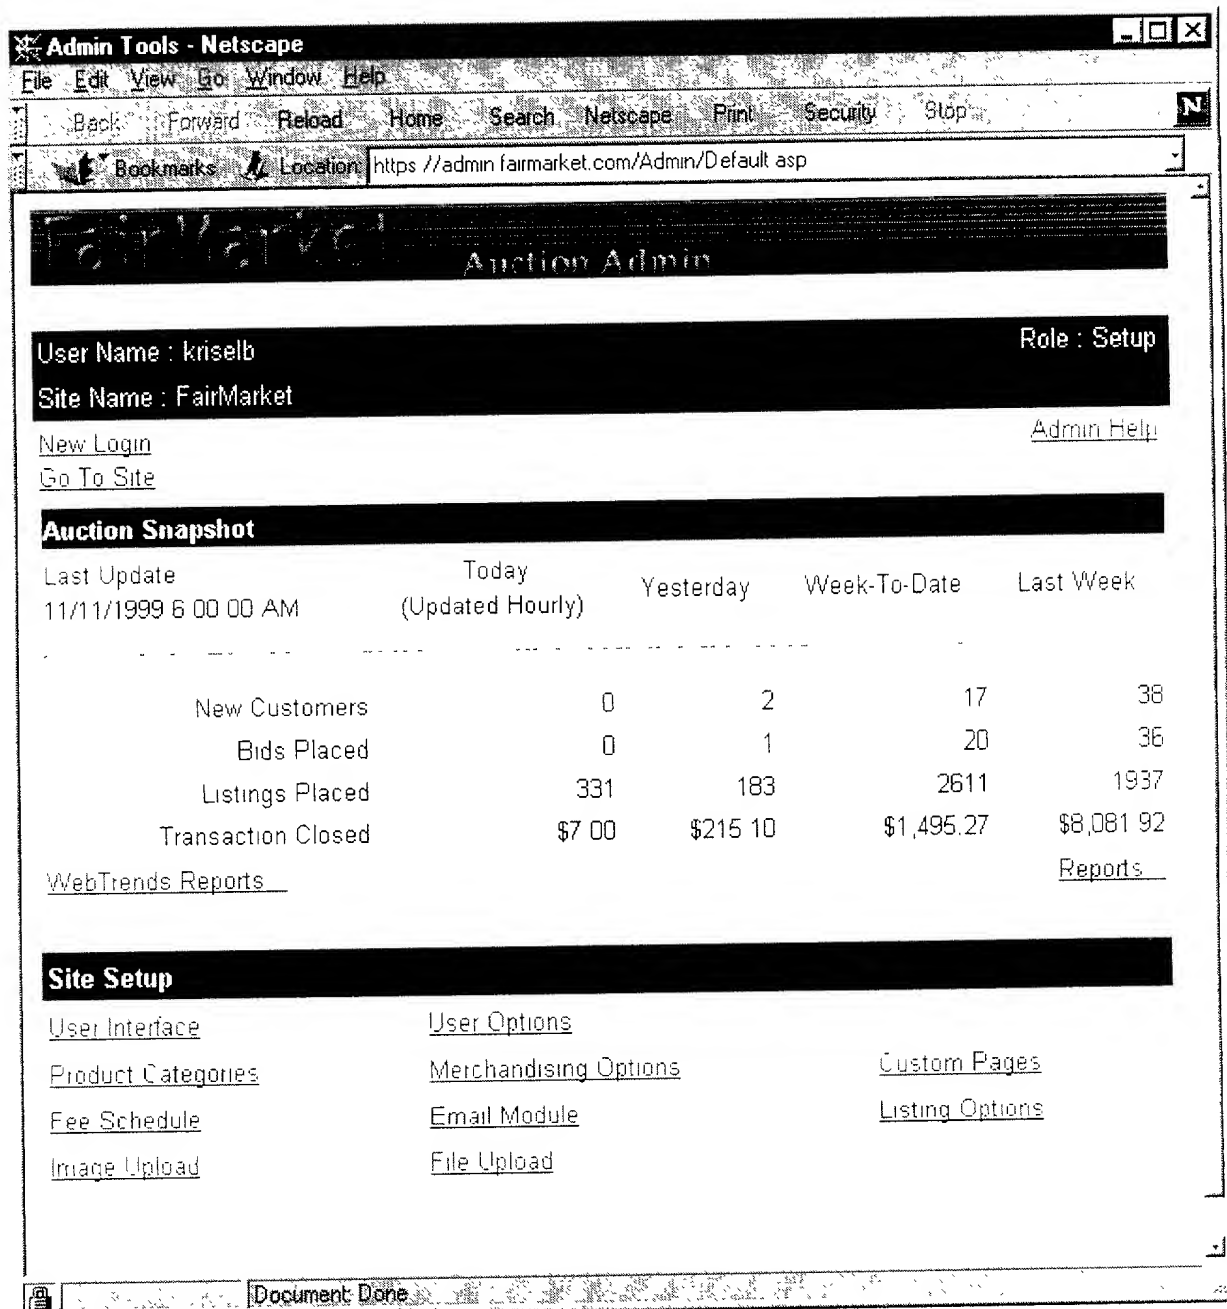 Admin Tools - Netscape
File Edit View Go Window Help
Back Forward Reload Home Search Netscape Print Security Stop
N
Bookmarks Location: https //admin fairmarket.com/Admin/Default asp
FairMarket
Auction Admin
User Name : kriselb Role : Setup
Site Name : FairMarket
New Login Admin Help
Go To Site
Auction Snapshot
Last Update Today Yesterday Week-To-Date Last Week
11/11/1999 6 00 00 AM (Updated Hourly)
New Customers 0 2 17 38
Bids Placed 0 1 20 36
Listings Placed 331 183 2611 1937
Transaction Closed $7 00 $215 10 $1,495.27 $8,081 92
WebTrends Reports Reports
Site Setup
User Interface User Options
Product Categories Merchandising Options Custom Pages
Fee Schedule Email Module Listing Options
Image Upload File Upload
Document: Done